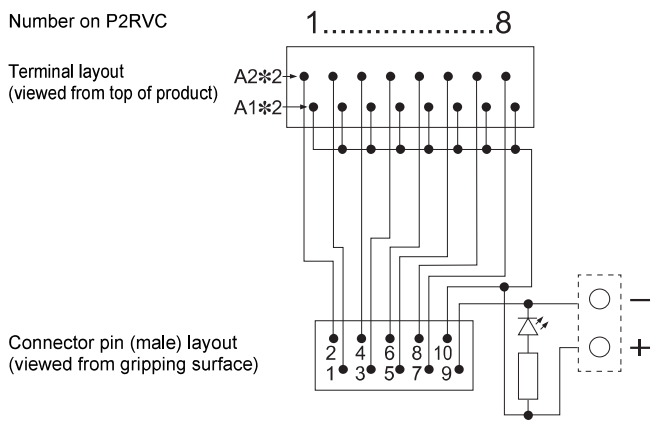 Number on P2RVC
1........................8
Terminal layout
(viewed from top of product)
A2✻2
A1✻2
Connector pin (male) layout
(viewed from gripping surface)
2 4 6 8 10
1 3 5 7 9
−
+